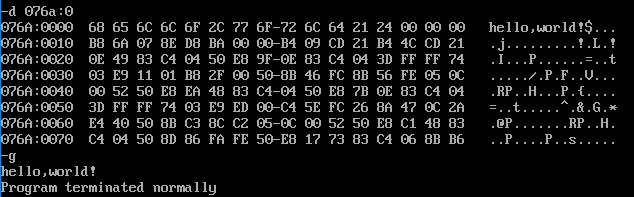 -d 076a:0
076A:0000 68 65 6C 6C 6F 2C 77 6F-72 6C 64 21 24 00 00 00 hello,world!$...
076A:0010 B8 6A 07 8E D8 BA 00 00-B4 09 CD 21 B4 4C CD 21 .j.........!.L.!
076A:0020 0E 49 83 C4 04 50 E8 9F-0E 83 C4 04 3D FF FF 74 .I...P......=..t
076A:0030 03 E9 11 01 B8 2F 00 50-8B 46 FC 8B 56 FE 05 0C ...../.P.F..V...
076A:0040 00 52 50 E8 EA 48 83 C4-04 50 E8 7B 0E 83 C4 04 .RP..H...P.{....
076A:0050 3D FF FF 74 03 E9 ED 00-C4 5E FC 26 8A 47 0C 2A =..t.....^.&.G.*
076A:0060 E4 40 50 8B C3 8C C2 05-0C 00 52 50 E8 C1 48 83 .@P.......RP..H.
076A:0070 C4 04 50 8D 86 FA FE 50-E8 17 73 83 C4 06 8B B6 ..P....P..s.....
-g
hello,world!
Program terminated normally